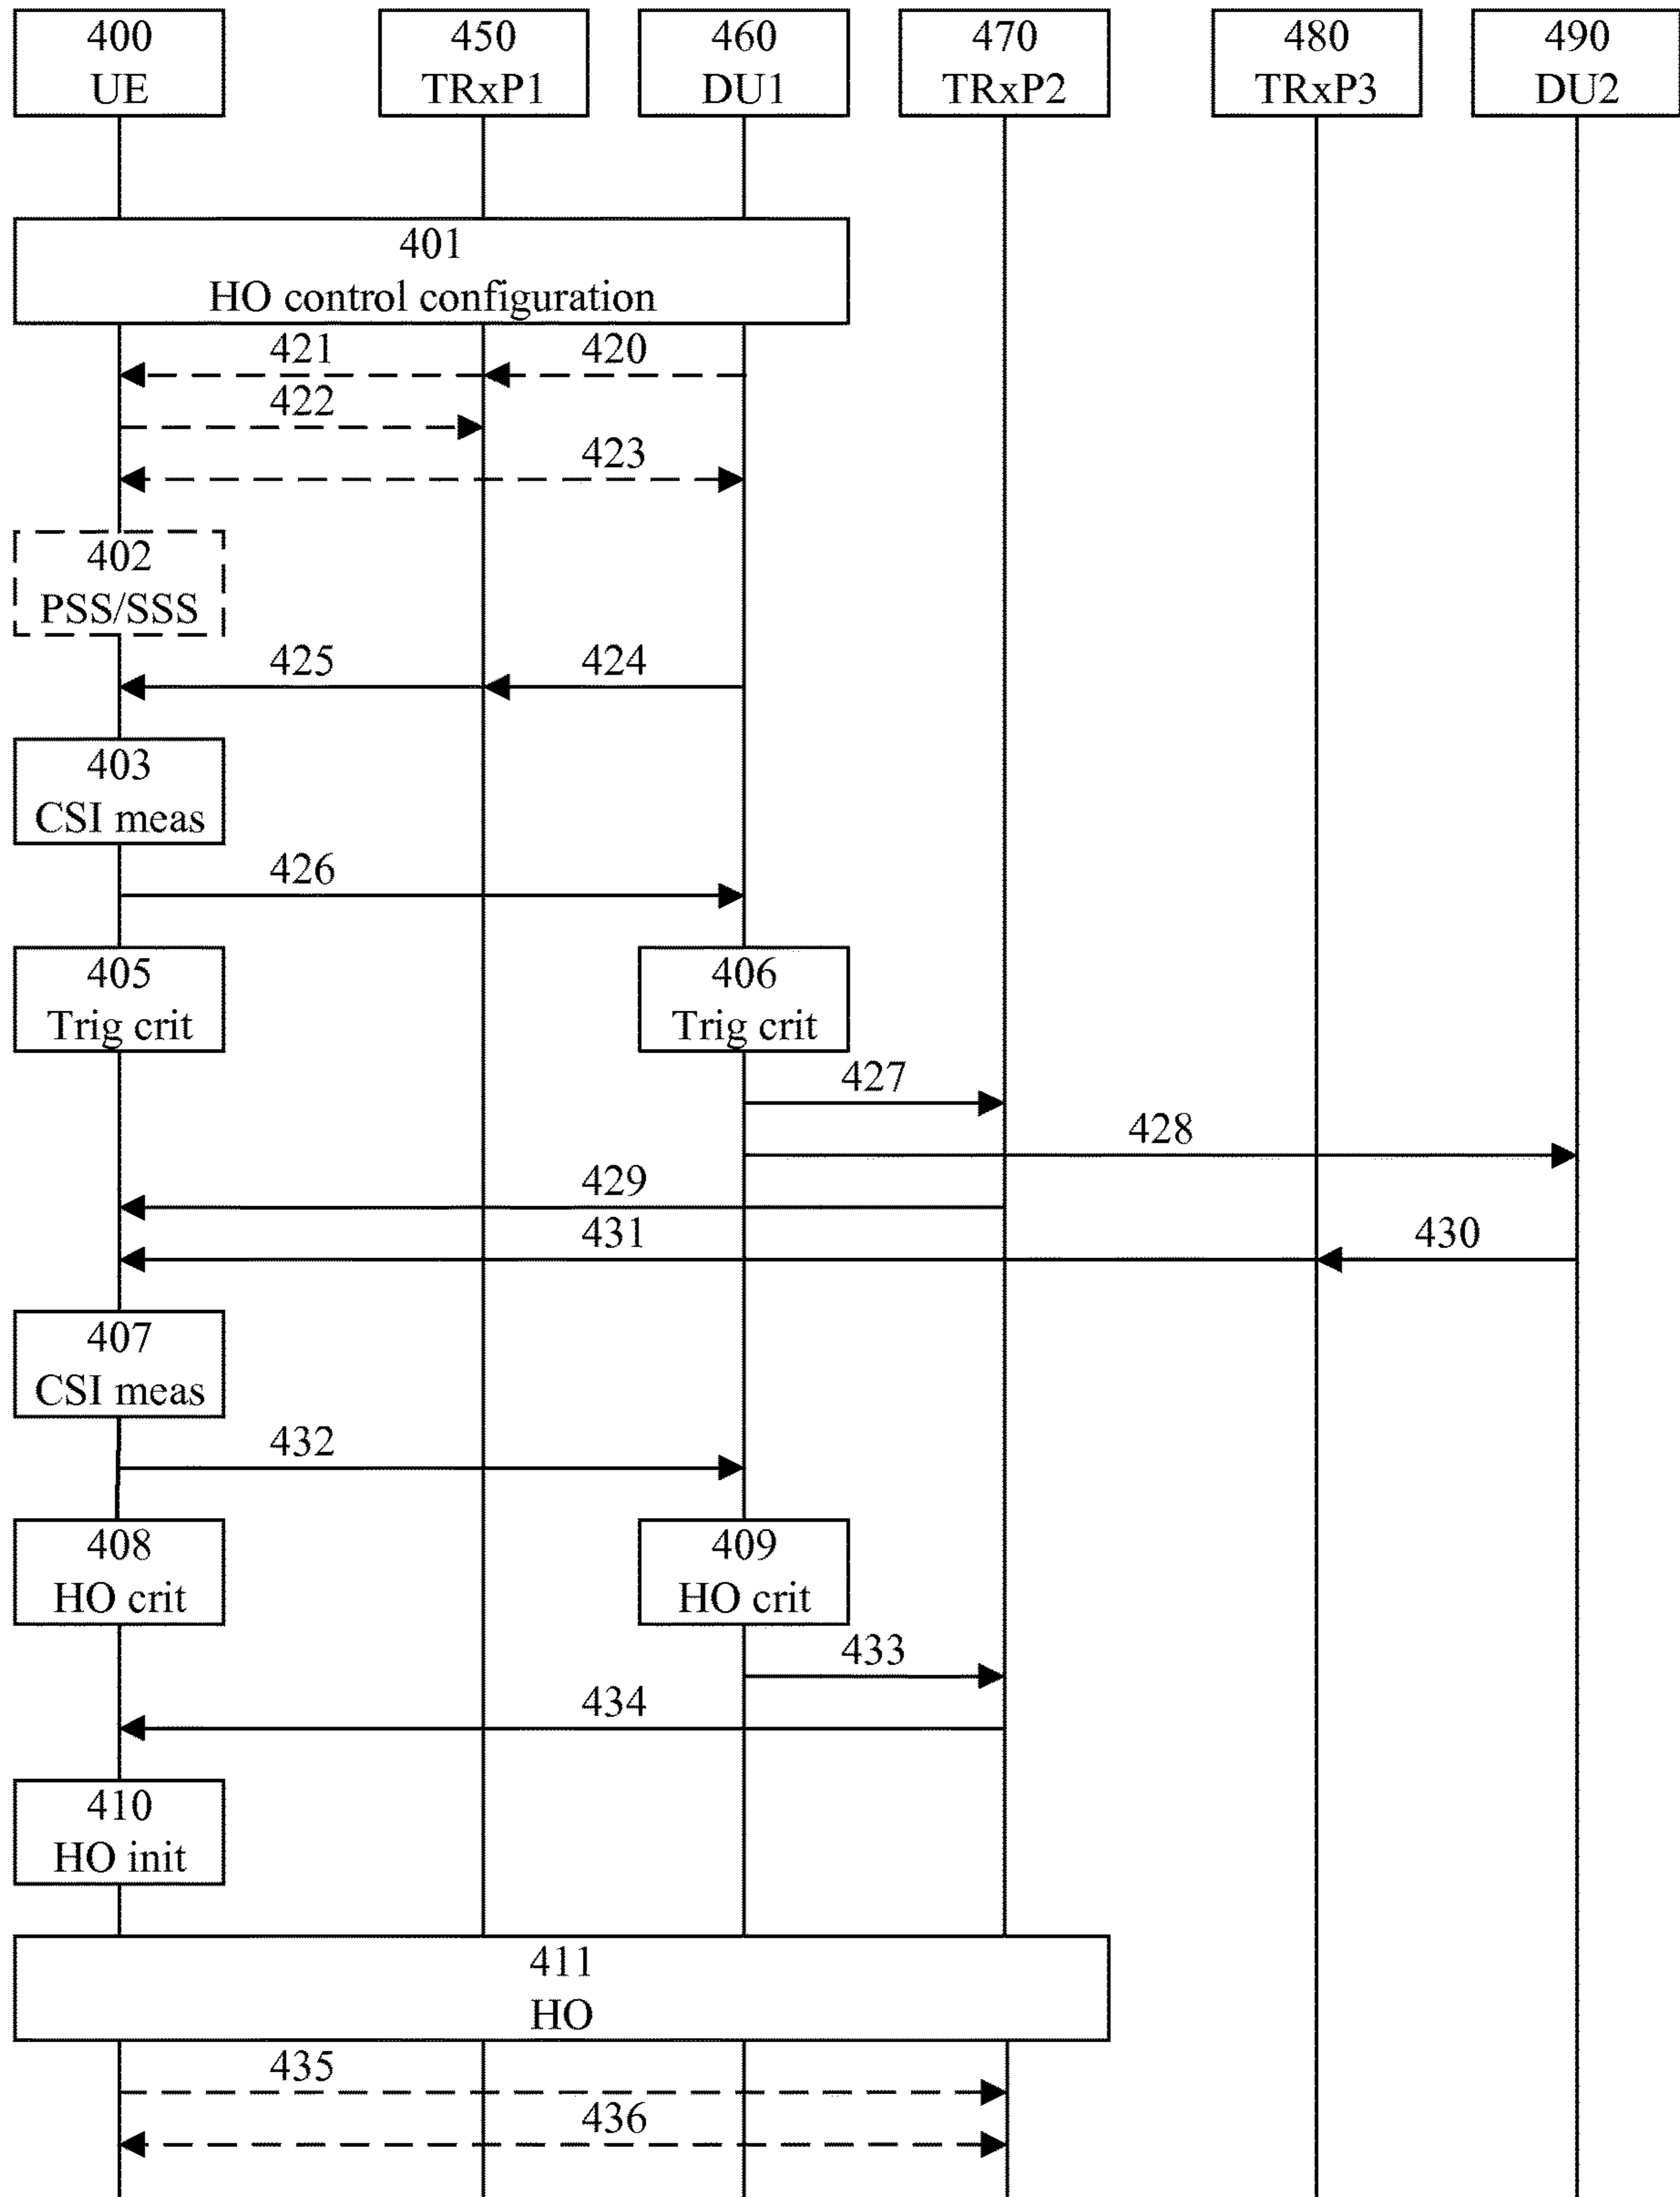 400
UE
450
TRxP1
460
DU1
470
TRxP2
480
TRxP3
490
DU2
401
HO control configuration
421
420
422
423
402
PSS/SSS
425
424
403
CSI meas
426
405
Trig crit
406
Trig crit
427
428
429
431
430
407
CSI meas
432
408
HO crit
409
HO crit
433
434
410
HO init
411
HO
435
436